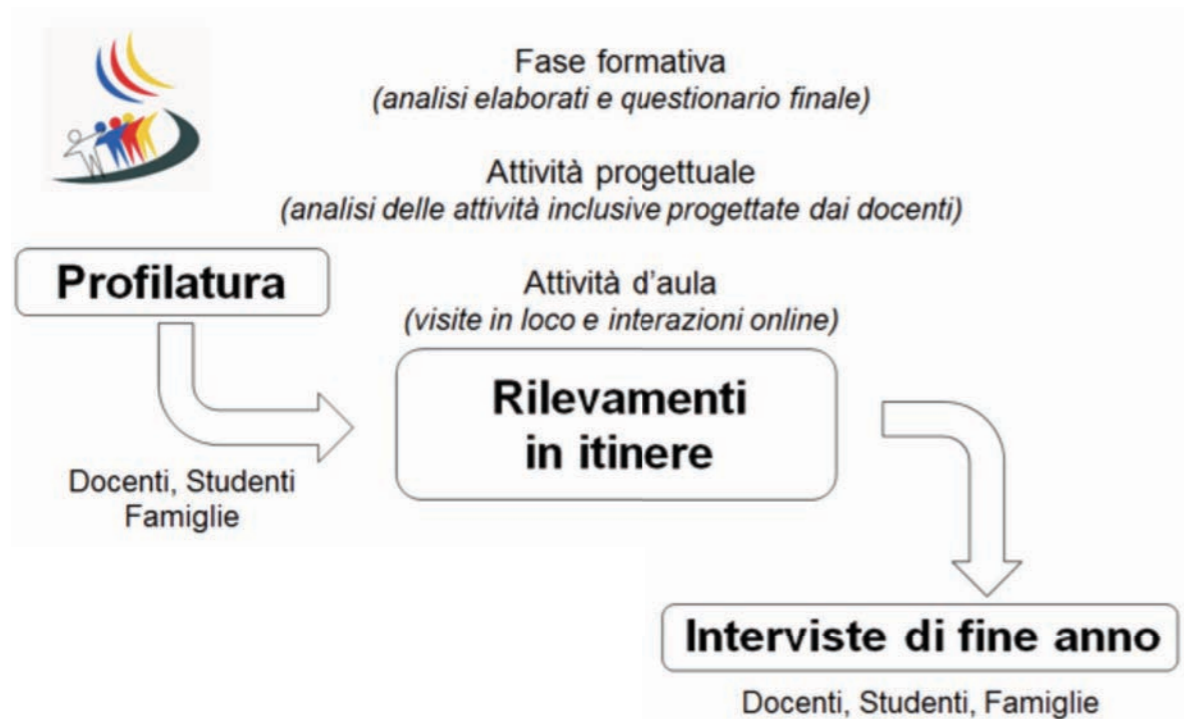 Fase formativa
(analisi elaborati e questionario finale)
Attività progettuale
(analisi delle attività inclusive progettate dai docenti)
Profilatura
Attività d'aula
(visite in loco e interazioni online)
Rilevamenti
in itinere
Docenti, Studenti
Famiglie
Interviste di fine anno
Docenti, Studenti, Famiglie